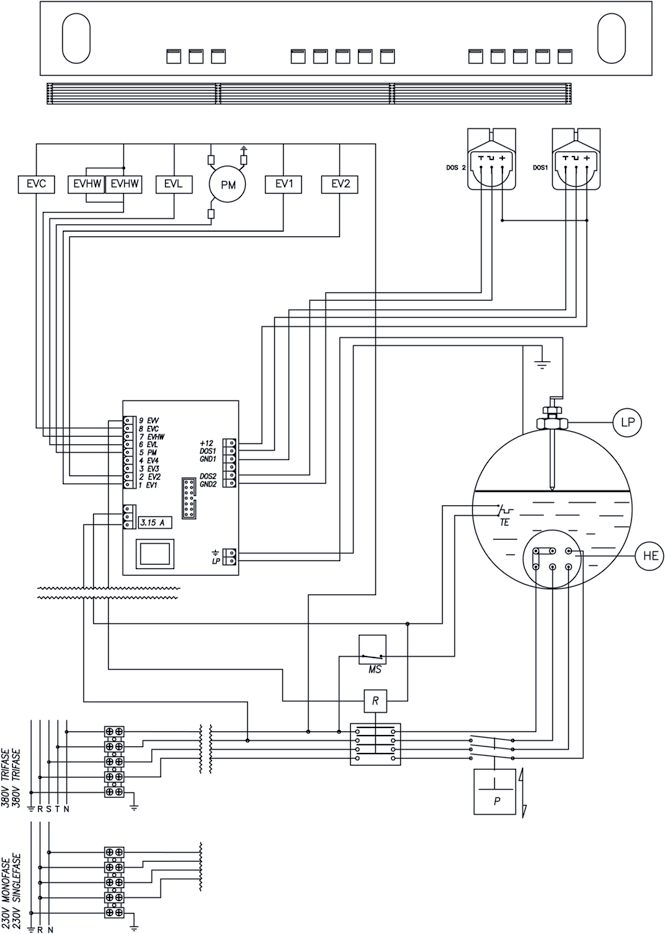 DOS 2
DOS1
EVC
EVHW
EVHW
EVL
PM
EV1
EV2
9 EVV
8 EVC
7 EVHW
6 EVL
5 PM
4 EV4
3 EV3
2 EV2
1 EV1
+12
DOS1
GND1
DOS2
GND2
3.15 A
LP
LP
TE
HE
MS
R
P
380V TRIFASE
380V TRIFASE
R S T N
230V MONOFASE
230V SINGLEFASE
R N